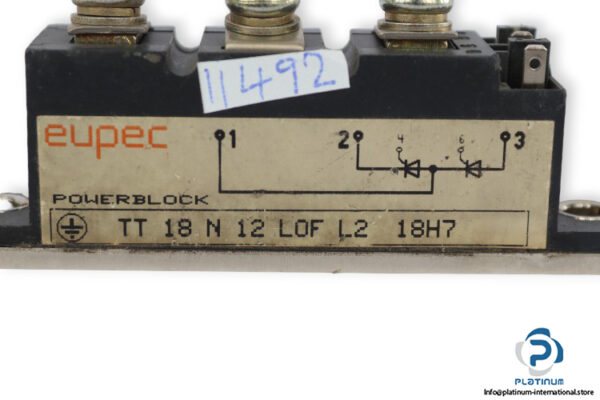 11492
eupec
1
2
4
6
3
POWERBLOCK
TT 18 N 12 LOF L2 18H7
PLATINUM
Info@platinum-international.store